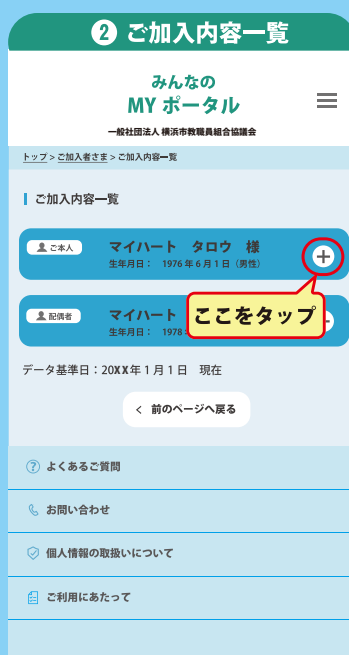 2 ご加入内容一覧
みんなの
MY ポータル
一般社団法人 横浜市教職員組合協議会
トップ > ご加入者さま > ご加入内容一覧
ご加入内容一覧
ご本人
マイハート タロウ 様
生年月日： 1976 年 6 月 1 日（男性）
配偶者
マイハート
生年月日： 1978
ここをタップ
データ基準日：20XX年 1 月 1 日 現在
< 前のページへ戻る
よくあるご質問
お問い合わせ
個人情報の取扱いについて
ご利用にあたって